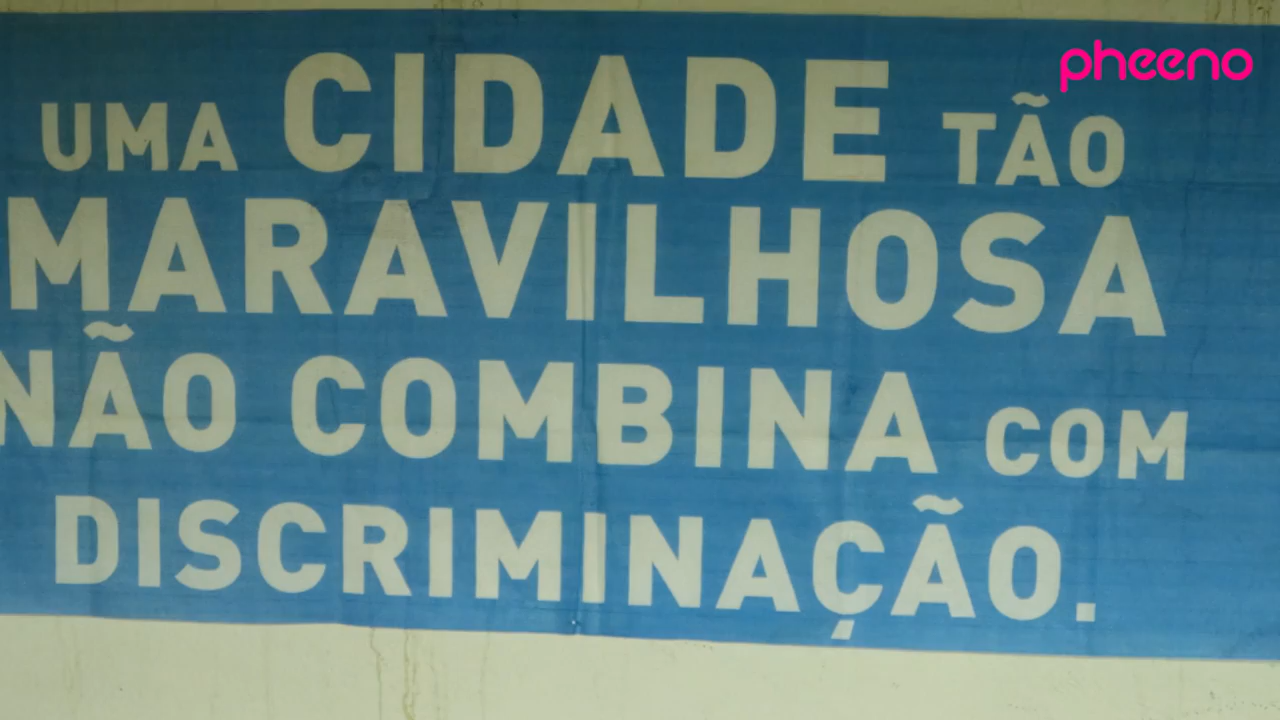 pheeno
UMA CIDADE TÃO
MARAVILHOSA
NÃO COMBINA COM
DISCRIMINAÇÃO.